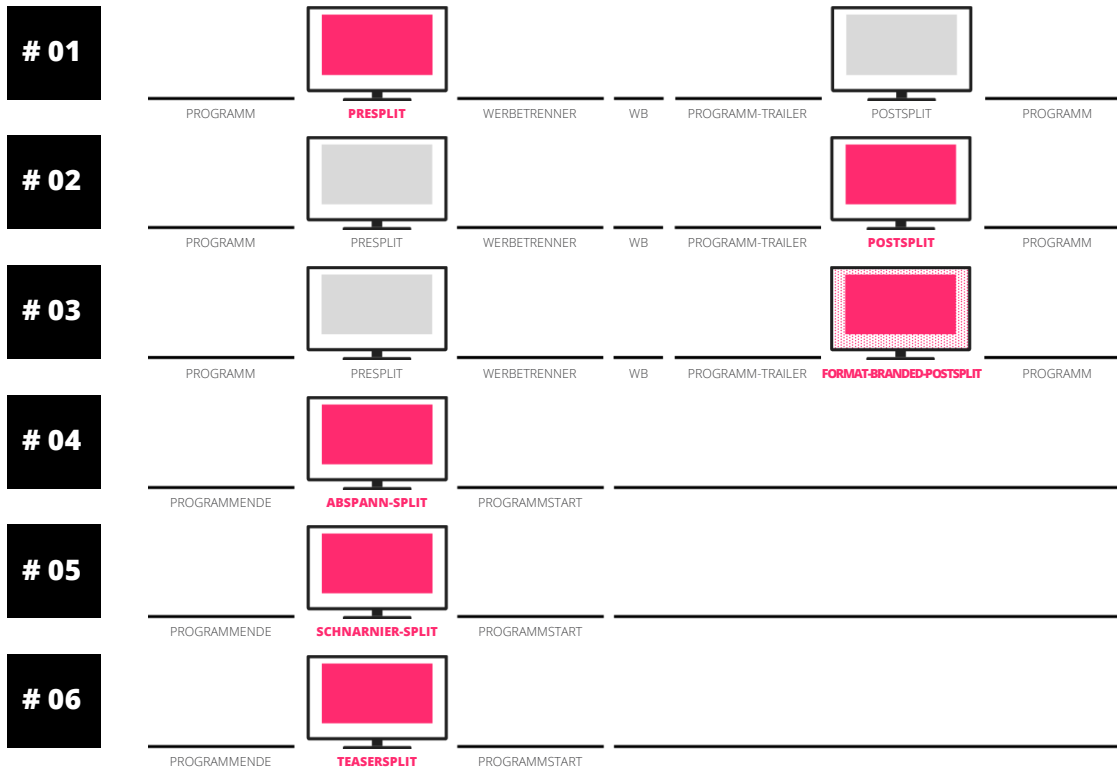 # 01
PROGRAMM PRESPLIT WERBETRENNER WB PROGRAMM-TRAILER POSTSPLIT PROGRAMM
# 02
PROGRAMM PRESPLIT WERBETRENNER WB PROGRAMM-TRAILER POSTSPLIT PROGRAMM
# 03
PROGRAMM PRESPLIT WERBETRENNER WB PROGRAMM-TRAILER FORMAT-BRANDED-POSTSPLIT PROGRAMM
# 04
PROGRAMMENDE ABSPANN-SPLIT PROGRAMMSTART
# 05
PROGRAMMENDE SCHNARNIER-SPLIT PROGRAMMSTART
# 06
PROGRAMMENDE TEASERSPLIT PROGRAMMSTART